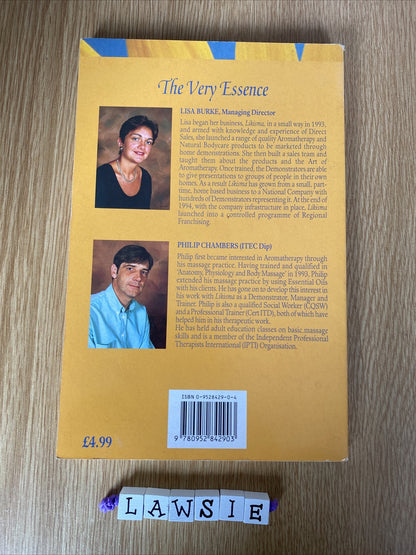 The Very Essence
LISA BURKE, Managing Director
Lisa began her business, Likisma, in a small way in 1993,
and armed with knowledge and experience of Direct
Sales, she launched a range of quality Aromatherapy and
Natural Bodycare products to be marketed through
home demonstrations. She then built a sales team and
taught them about the products and the Art of
Aromatherapy. Once trained, the Demonstrators are able
to give presentations to groups of people in their own
homes. As a result Likisma has grown from a small, part-
time, home based business to a National Company with
hundreds of Demonstrators representing it. At the end of
1994, with the company infrastructure in place, Likisma
launched into a controlled programme of Regional
Franchising.
PHILIP CHAMBERS (ITEC Dip)
Philip first became interested in Aromatherapy through
his massage practice. Having trained and qualified in
'Anatomy, Physiology and Body Massage' in 1993, Philip
extended his massage practice by using Essential Oils
with his clients. He has gone on to develop this interest in
his work with Likisma as a Demonstrator, Manager and
Trainer. Philip is also a qualified Social Worker (CQSW)
and a Professional Trainer (Cert ITD), both of which have
helped him in his therapeutic work.
He has held adult education classes on basic massage
skills and is a member of the Independent Professional
Therapists International (IPTI) Organisation.
ISBN 0-9528429-0-4
9 780952 842903
£4.99
LAWSIE